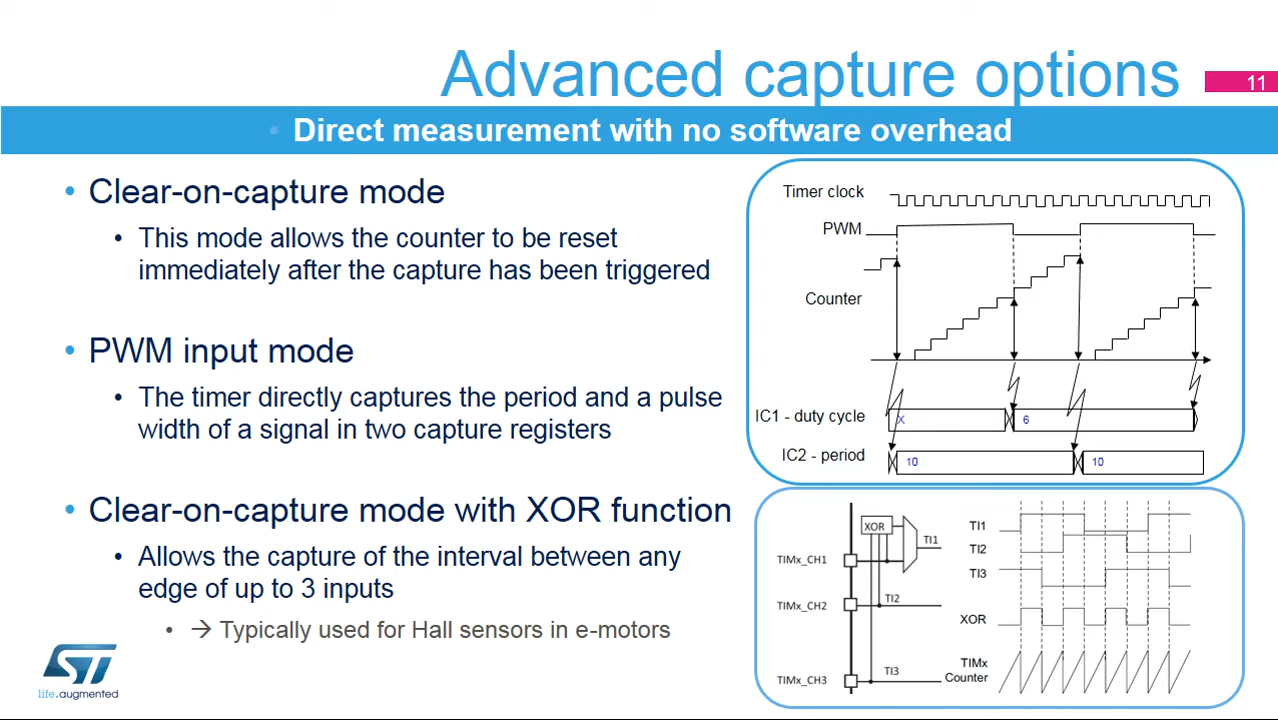 Advanced capture options
11
• Direct measurement with no software overhead
• Clear-on-capture mode
• This mode allows the counter to be reset
immediately after the capture has been triggered
• PWM input mode
• The timer directly captures the period and a pulse
width of a signal in two capture registers
• Clear-on-capture mode with XOR function
• Allows the capture of the interval between any
edge of up to 3 inputs
• → Typically used for Hall sensors in e-motors
ST
life.augmented
Timer clock
PWM
Counter
IC1 - duty cycle
X
6
IC2 - period
10
10
XOR
TI1
TIMx_CH1
TIMx_CH2
TI2
TIMx_CH3
TI3
TI1
TI2
TI3
XOR
TIMx
Counter